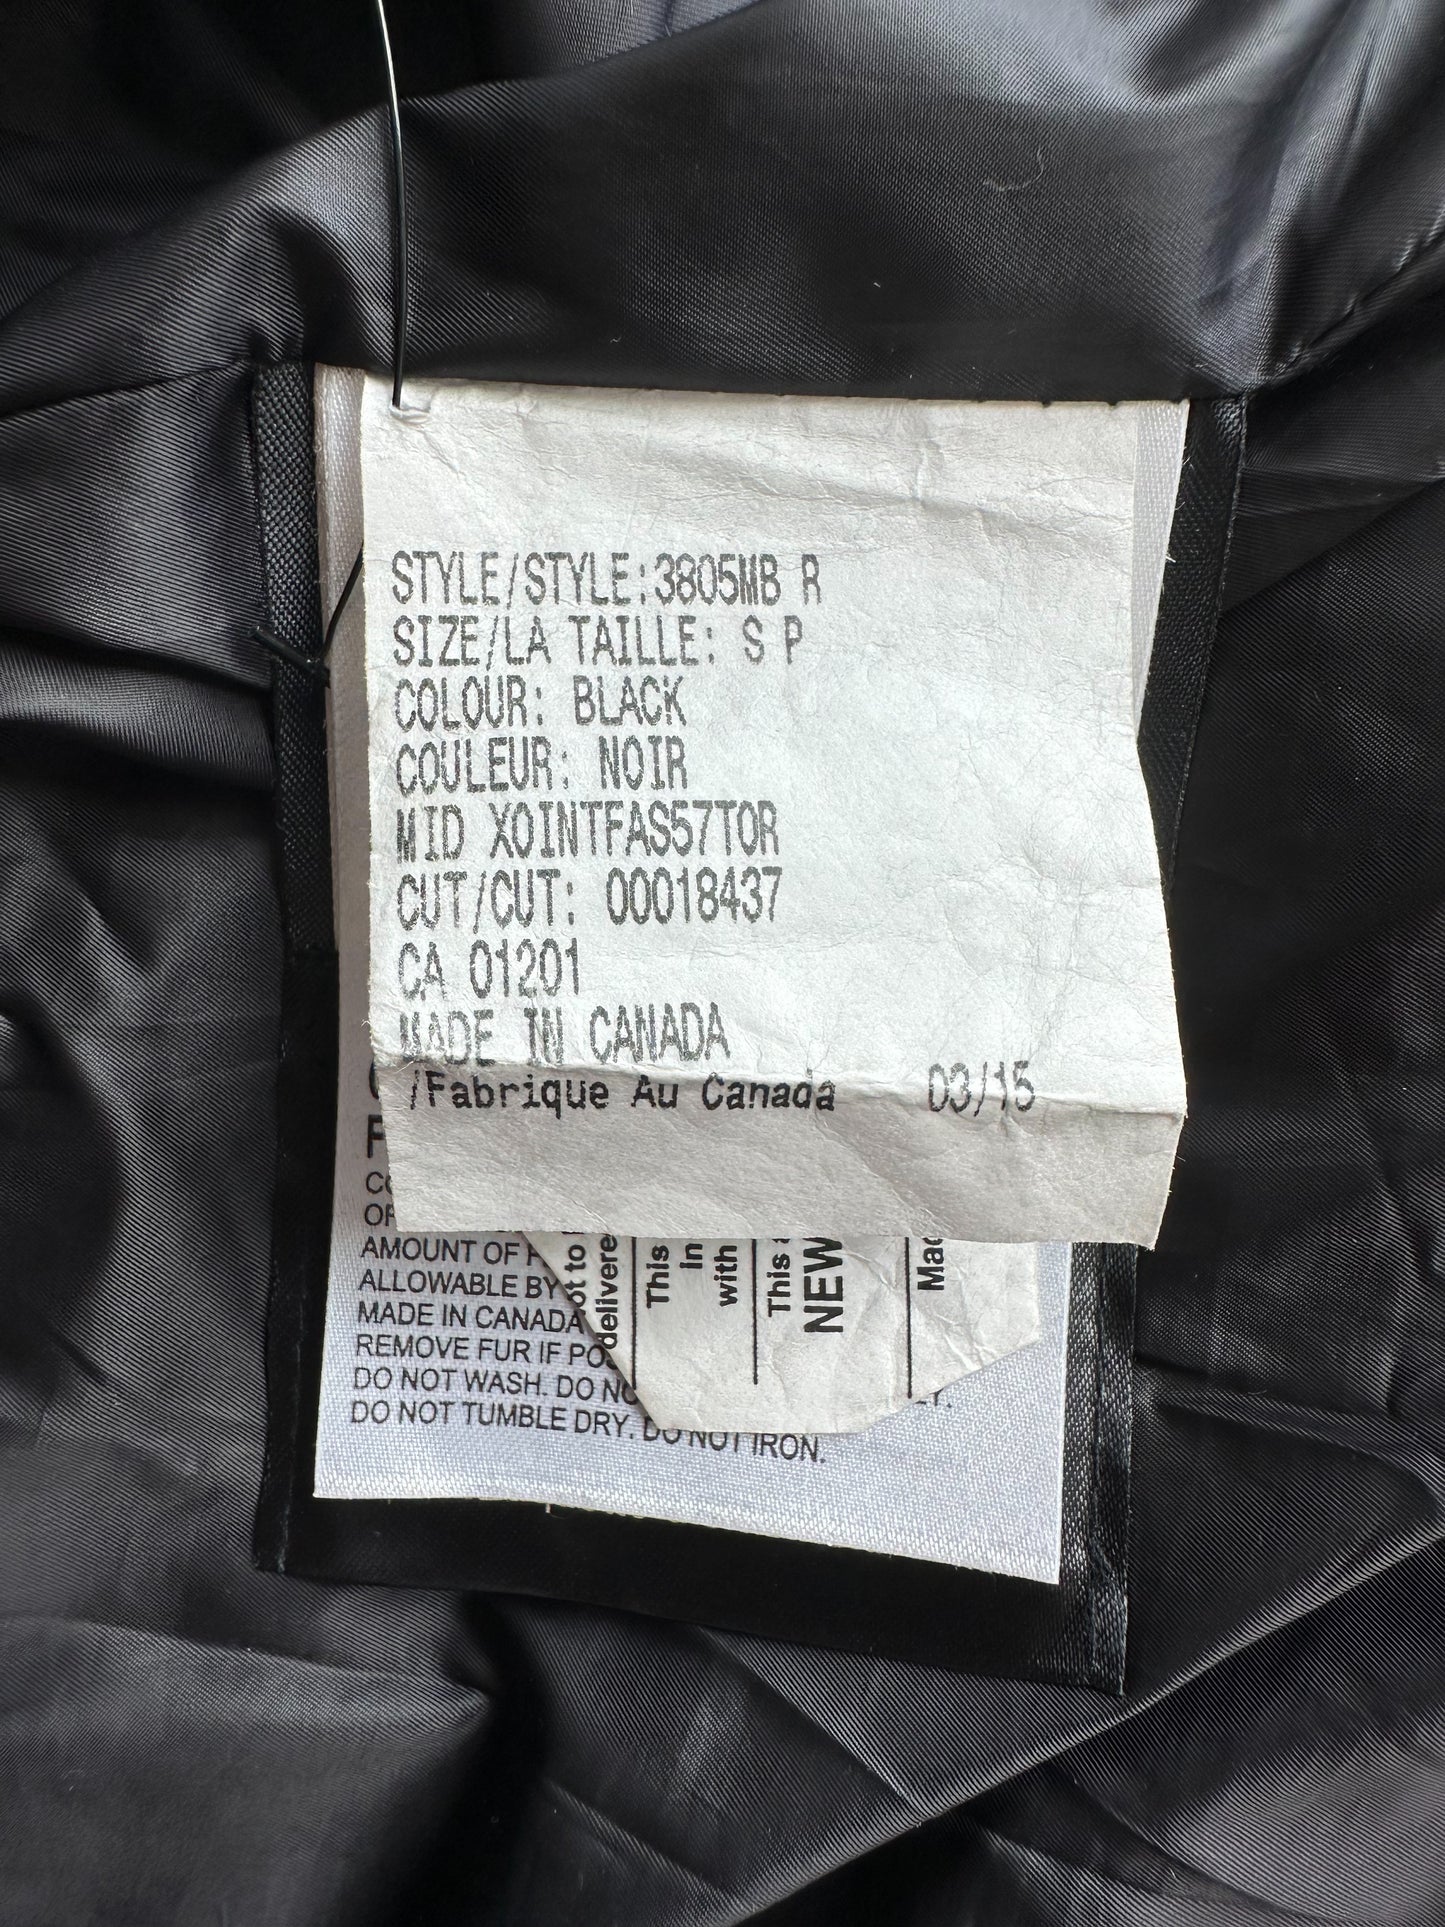 STYLE/STYLE:3805MB R
SIZE/LA TAILLE: S P
COLOUR: BLACK
COULEUR: NOIR
MID XOINTFAS57TOR
CUT/CUT: 00018437
CA 01201
MADE IN CANADA
/Fabrique Au Canada 03/15
AMOUNT OF
ALLOWABLE BY
MADE IN CANADA
REMOVE FUR IF
DO NOT WASH. DO
DO NOT TUMBLE DRY. DO NOT IRON.
This
in
with
This
NEW